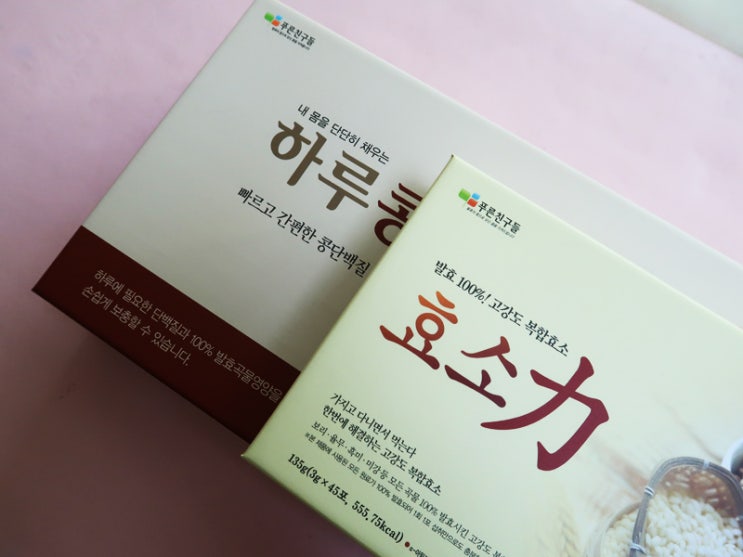 푸른친구들
내 몸을 단단히 채우는
하루
빠르고 간편한 콩단백질
하루에 필요한 단백질과 100% 발효곡물영양을
손쉽게 보충할 수 있습니다.
푸른친구들
발효 100%! 고강도 복합효소
효소力
가지고 다니면서 먹는다
한번에 해결하는 고강도 복합효소
보리·율무·흑미·미강 등 모든 곡물 100% 발효시킨 고강도
135g(3g×45포, 555.75kcal)